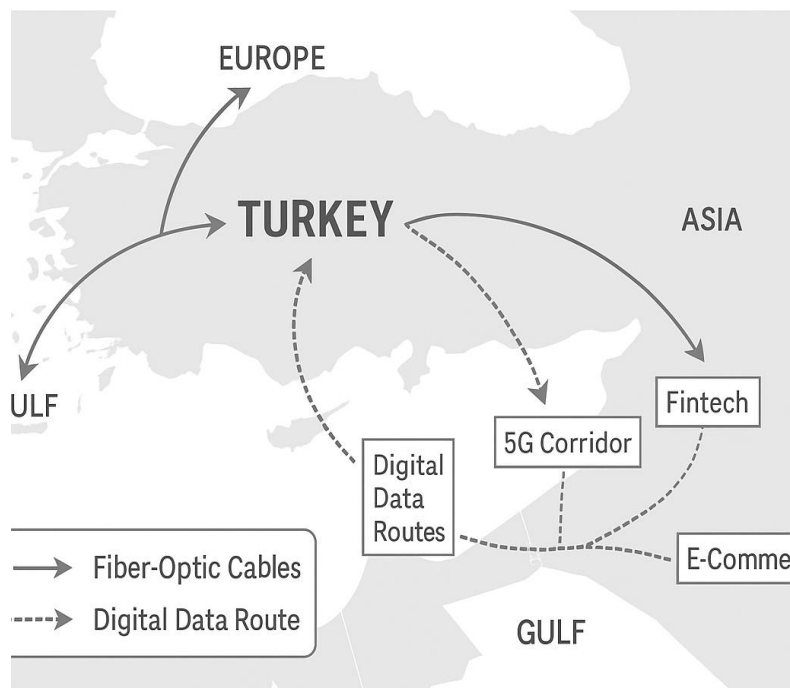 EUROPE
TURKEY
ASIA
ULF
Fintech
5G Corridor
Digital
Data
Routes
E-Comme
Fiber-Optic Cables
Digital Data Route
GULF